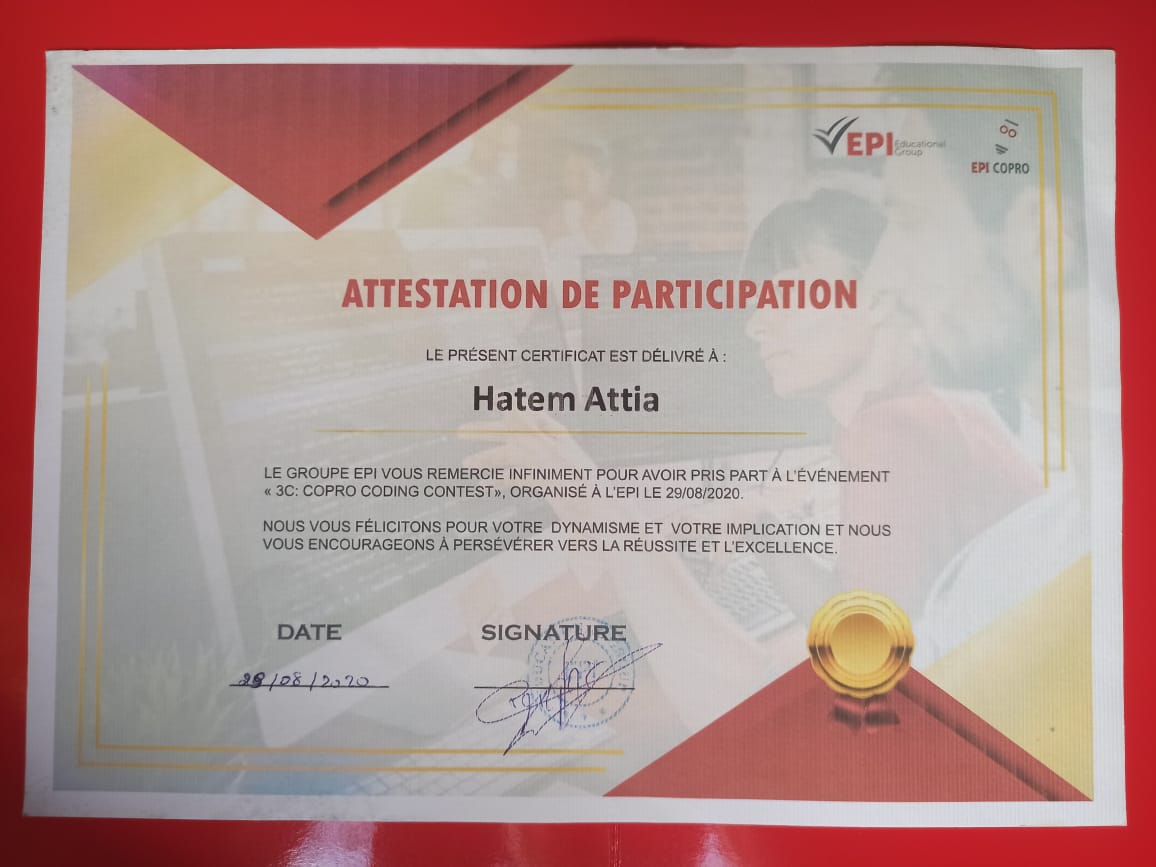 EPI Educational
Group
EPI COPRO
ATTESTATION DE PARTICIPATION
LE PRÉSENT CERTIFICAT EST DÉLIVRÉ À :
Hatem Attia
LE GROUPE EPI VOUS REMERCIE INFINIMENT POUR AVOIR PRIS PART À L'ÉVÉNEMENT
« 3C: COPRO CODING CONTEST», ORGANISÉ À L'EPI LE 29/08/2020.
NOUS VOUS FÉLICITONS POUR VOTRE DYNAMISME ET VOTRE IMPLICATION ET NOUS
VOUS ENCOURAGEONS À PERSÉVÉRER VERS LA RÉUSSITE ET L'EXCELLENCE.
DATE SIGNATURE
29/08/2020